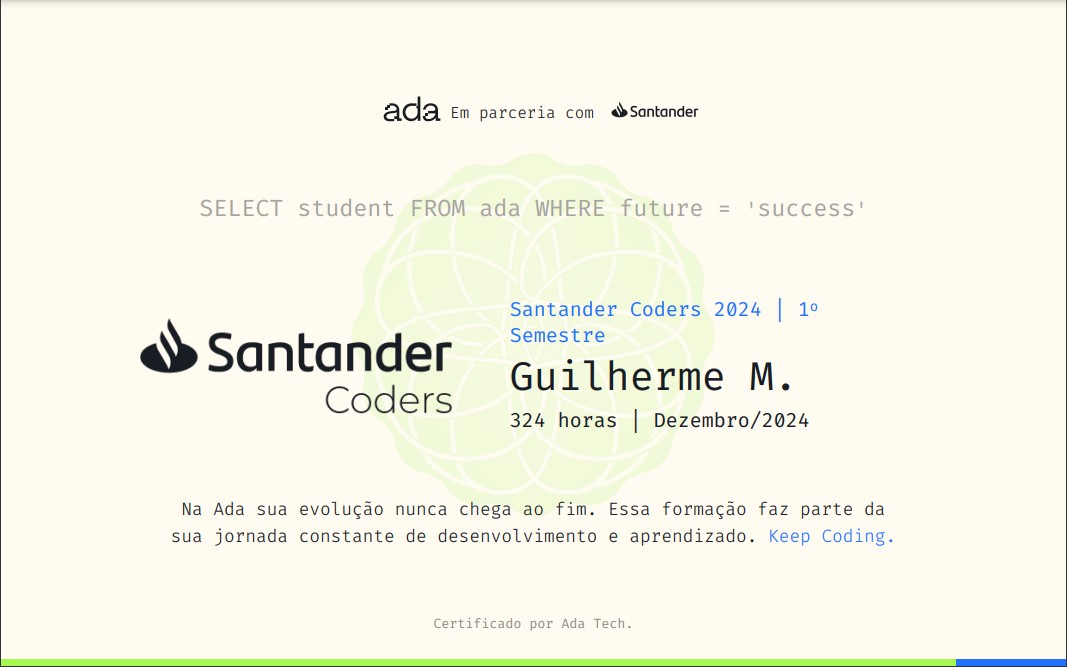 ada Em parceria com Santander
SELECT student FROM ada WHERE future = 'success'
Santander
Coders
Santander Coders 2024 | 1º
Semestre
Guilherme M.
324 horas | Dezembro/2024
Na Ada sua evolução nunca chega ao fim. Essa formação faz parte da
sua jornada constante de desenvolvimento e aprendizado. Keep Coding.
Certificado por Ada Tech.